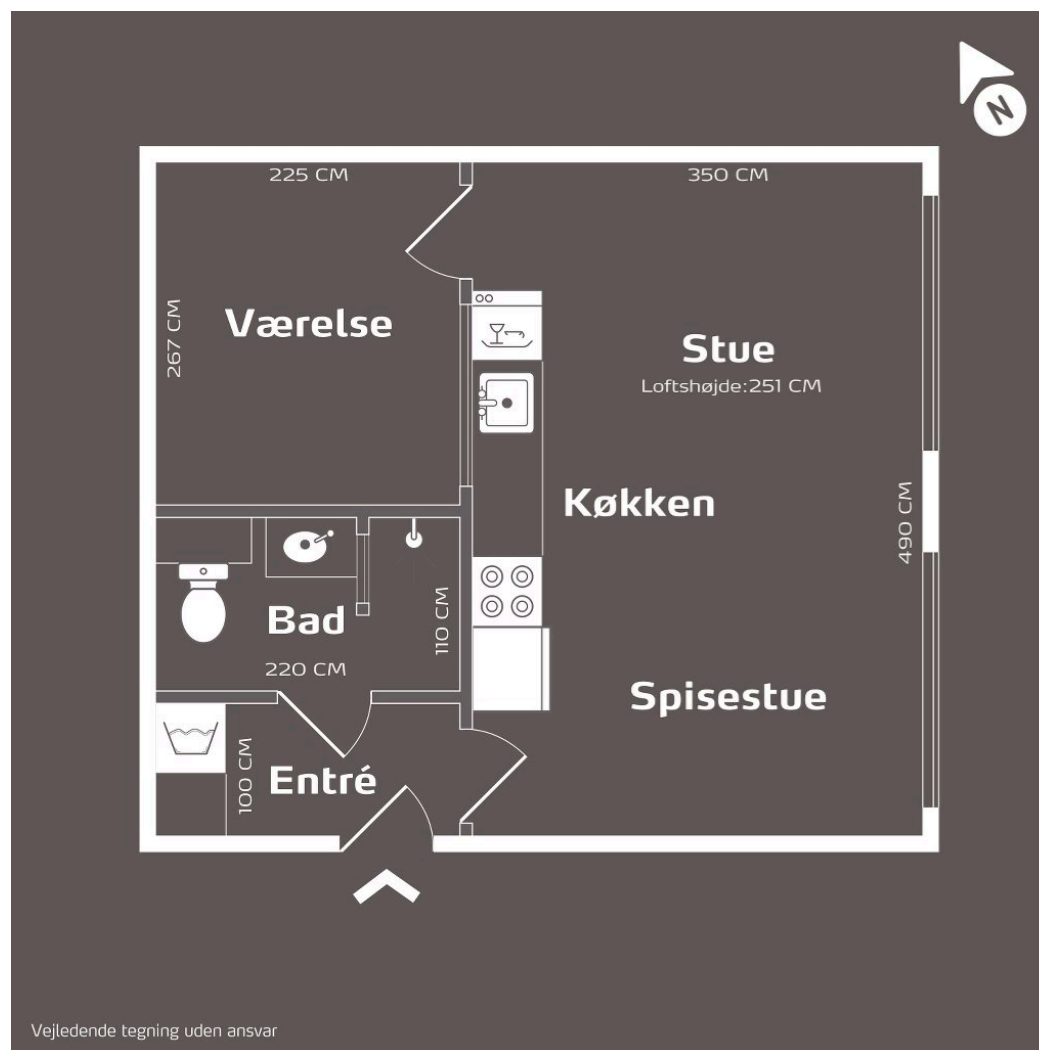 N
225 CM
350 CM
267 CM
Værelse
Stue
Loftshøjde:251 CM
Køkken
490 CM
Bad
110 CM
220 CM
Spisestue
100 CM
Entré
Vejledende tegning uden ansvar